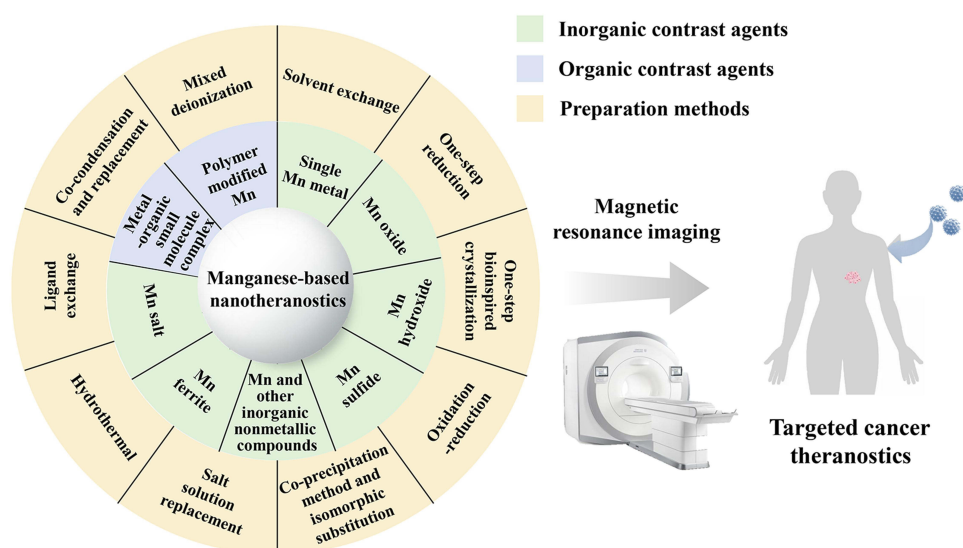 Inorganic contrast agents
Organic contrast agents
Preparation methods
Mixed
deionization
Solvent exchange
One-step
reduction
One-step
bioinspired
crystallization
Oxidation
-reduction
Co-precipitation
method and
isomorphic
substitution
Salt
solution
replacement
Hydrothermal
Ligand
exchange
Co-condensation
and replacement
Polymer
modified
Mn
Single
Mn metal
Mn oxide
Mn
hydroxide
Mn
sulfide
Mn and
other
inorganic
nonmetallic
compounds
Mn
ferrite
Mn salt
Metal
-organic
small
molecule
complex
Manganese-based
nanotheranostics
Magnetic
resonance imaging
Targeted cancer
theranostics